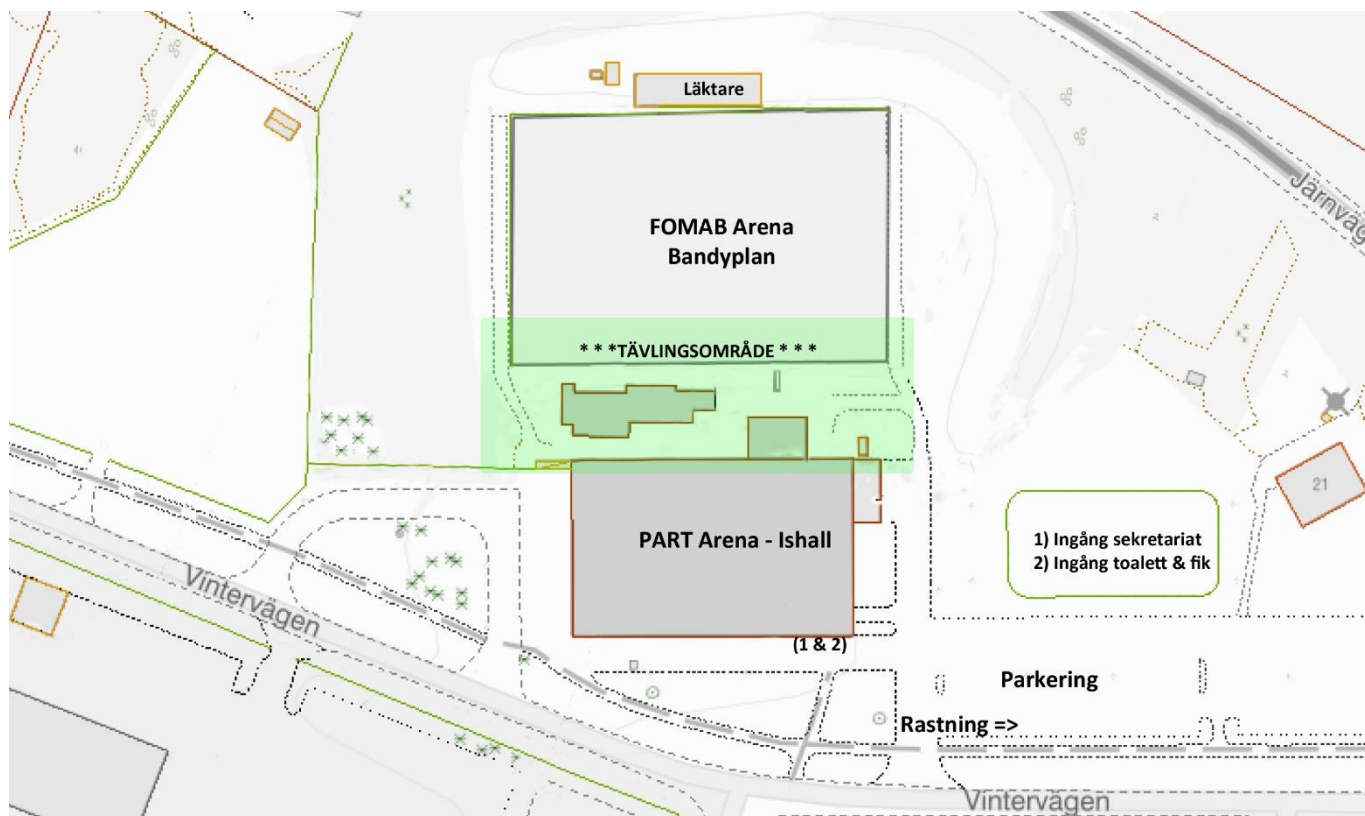 Läktare
Järnväg
FOMAB Arena
Bandyplan
* * *TÄVLINGSOMRÅDE * * *
21
PART Arena - Ishall
1) Ingång sekretariat
2) Ingång toalett & fik
Vintervägen
(1 & 2)
Parkering
Rastning =>
Vintervägen